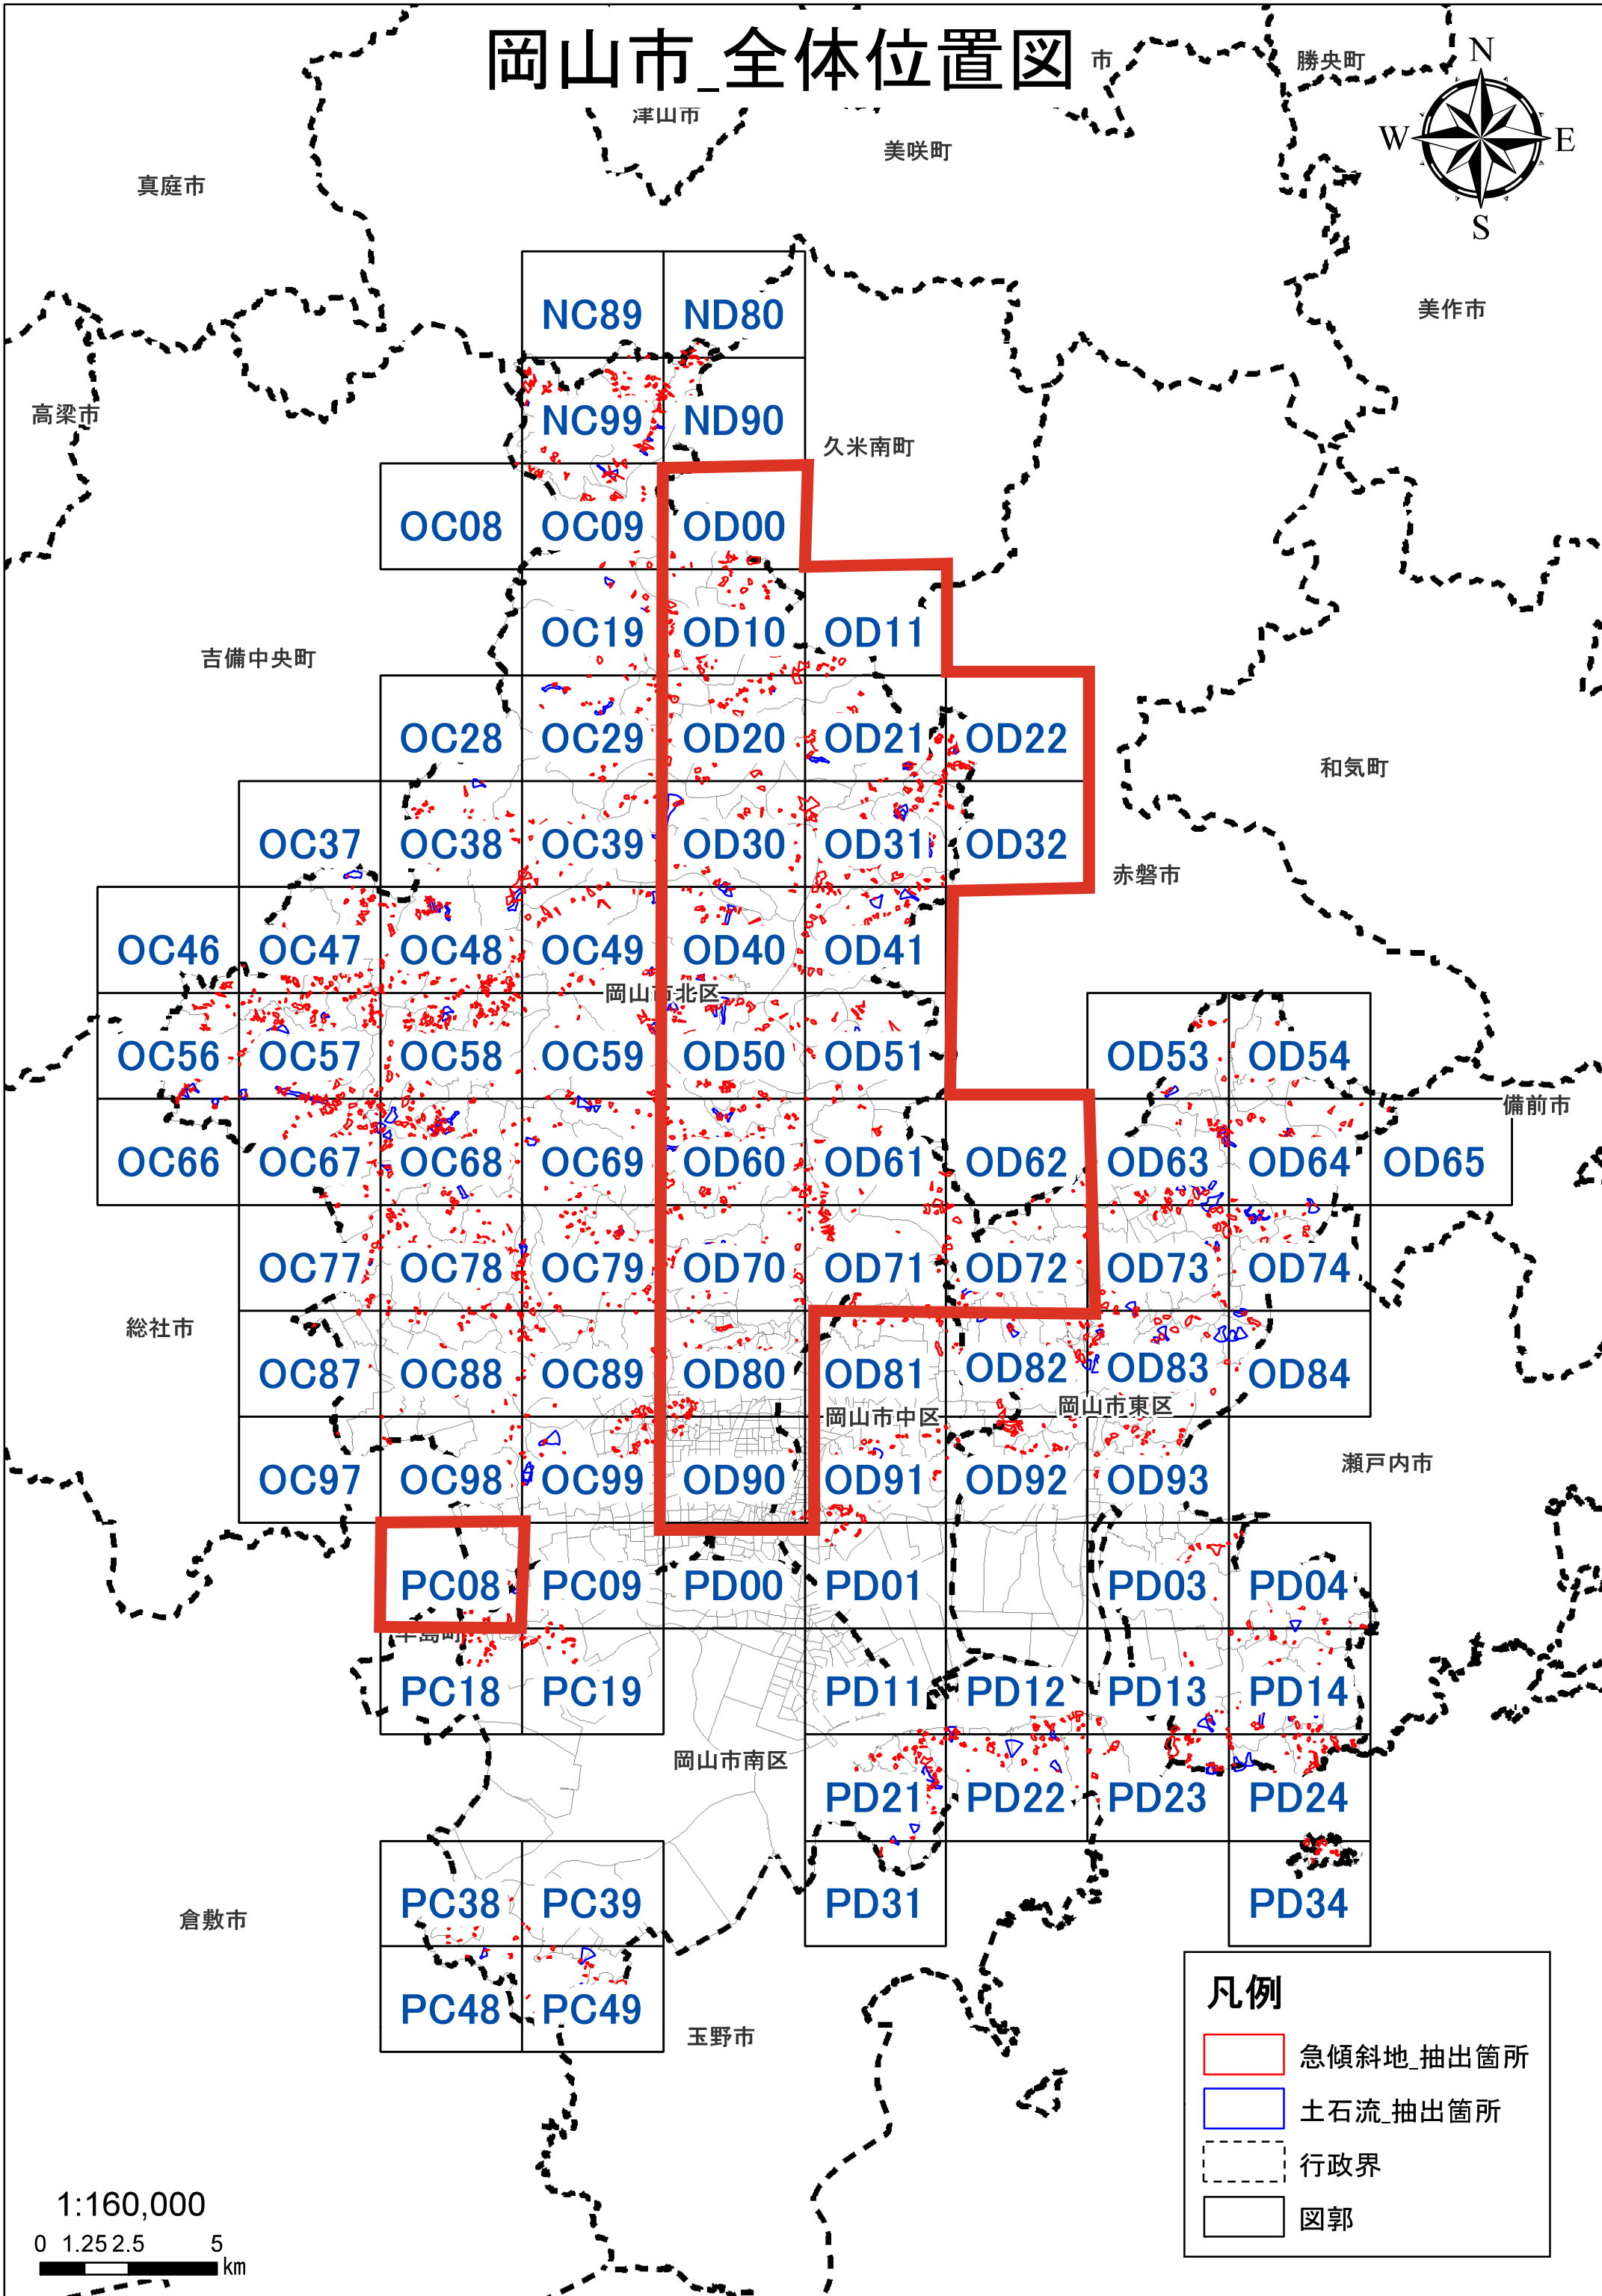 岡山市_全体位置図
市
勝央町
N
津山市
W
E
美咲町
真庭市
S
NC89 ND80
美作市
高梁市
NC99 ND90
久米南町
OC08 OC09 OD00
OC19 OD10 OD11
吉備中央町
OC28 OC29 OD20 OD21 OD22
和気町
OC37 OC38 OC39 OD30 OD31 OD32
赤磐市
OC46 OC47 OC48 OC49 OD40 OD41
岡山市北区
OC56 OC57 OC58 OC59 OD50 OD51 OD53 OD54
備前市
OC66 OC67 OC68 OC69 OD60 OD61 OD62 OD63 OD64 OD65
OC77 OC78 OC79 OD70 OD71 OD72 OD73 OD74
総社市
OC87 OC88 OC89 OD80 OD81 OD82 OD83 OD84
岡山市中区
岡山市東区
瀬戸内市
OC97 OC98 OC99 OD90 OD91 OD92 OD93
PC08 PC09 PD00 PD01 PD03 PD04
早島町
PC18 PC19 PD11 PD12 PD13 PD14
岡山市南区
PD21 PD22 PD23 PD24
PC38 PC39 PD31 PD34
倉敷市
PC48 PC49
玉野市
凡例
急傾斜地_抽出箇所
土石流_抽出箇所
行政界
図郭
1:160,000
0 1.25 2.5 5
km